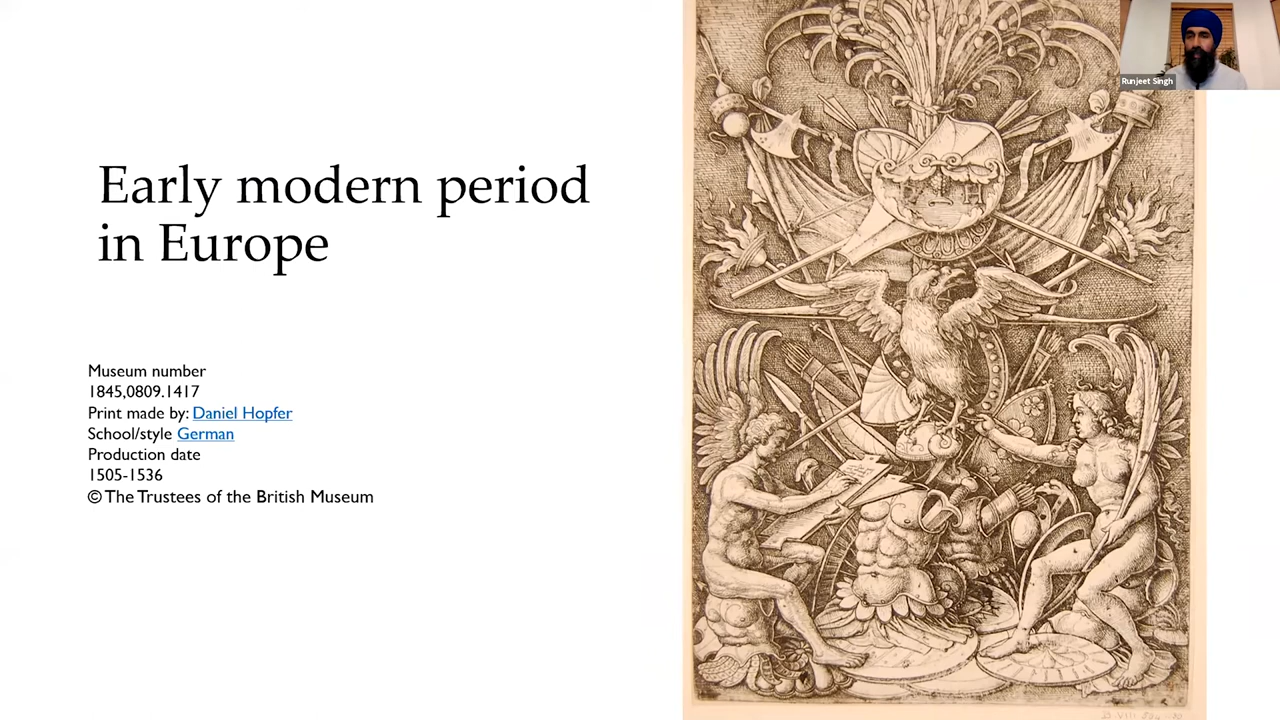 Early modern period
in Europe
Museum number
1845,0809.1417
Print made by: Daniel Hopfer
School/style German
Production date
1505-1536
© The Trustees of the British Museum
Runjeet Singh